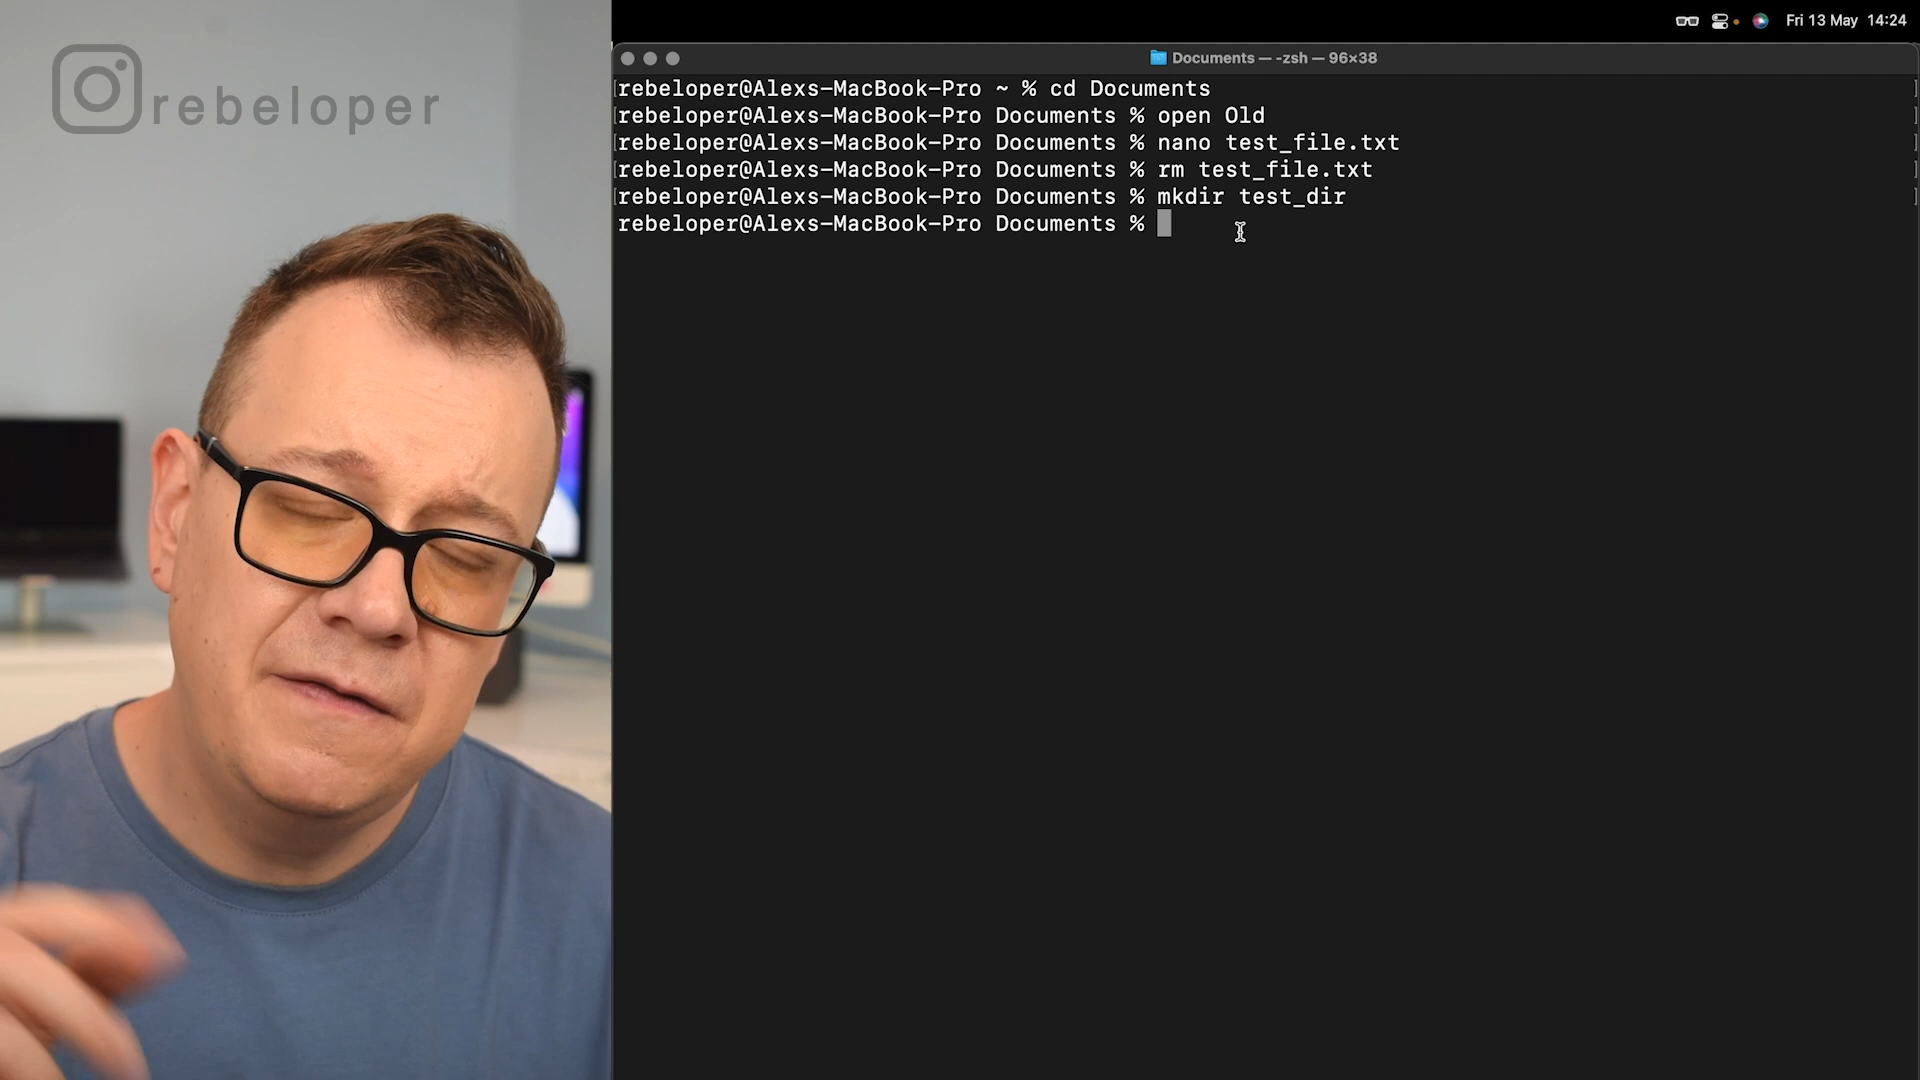 rebeloper
Fri 13 May 14:24
Documents — -zsh — 96×38
rebeloper@Alexs-MacBook-Pro ~ % cd Documents
rebeloper@Alexs-MacBook-Pro Documents % open Old
rebeloper@Alexs-MacBook-Pro Documents % nano test_file.txt
rebeloper@Alexs-MacBook-Pro Documents % rm test_file.txt
rebeloper@Alexs-MacBook-Pro Documents % mkdir test_dir
rebeloper@Alexs-MacBook-Pro Documents %